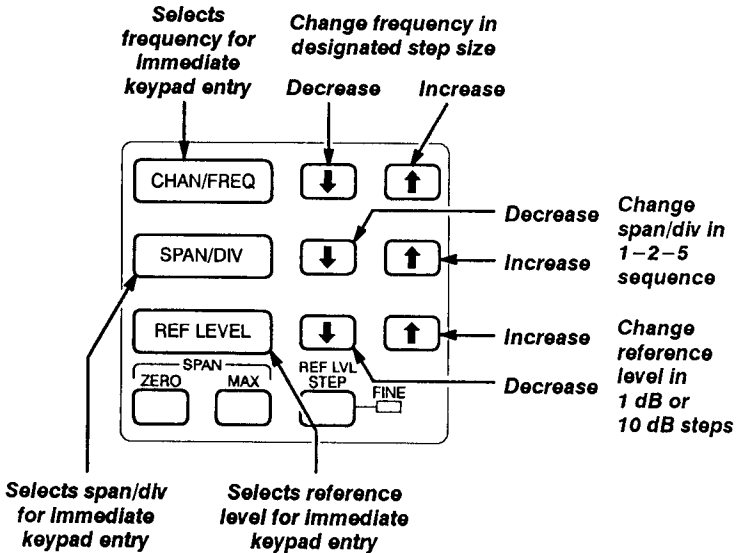 Selects
frequency for
immediate
keypad entry
Change frequency in
designated step size
Decrease
Increase
CHAN/FREQ
SPAN/DIV
REF LEVEL
SPAN
ZERO
MAX
REF LVL
STEP
FINE
Decrease
Increase
Change
span/div in
1–2–5
sequence
Increase
Decrease
Change
reference
level in
1 dB or
10 dB steps
Selects span/div
for immediate
keypad entry
Selects reference
level for immediate
keypad entry